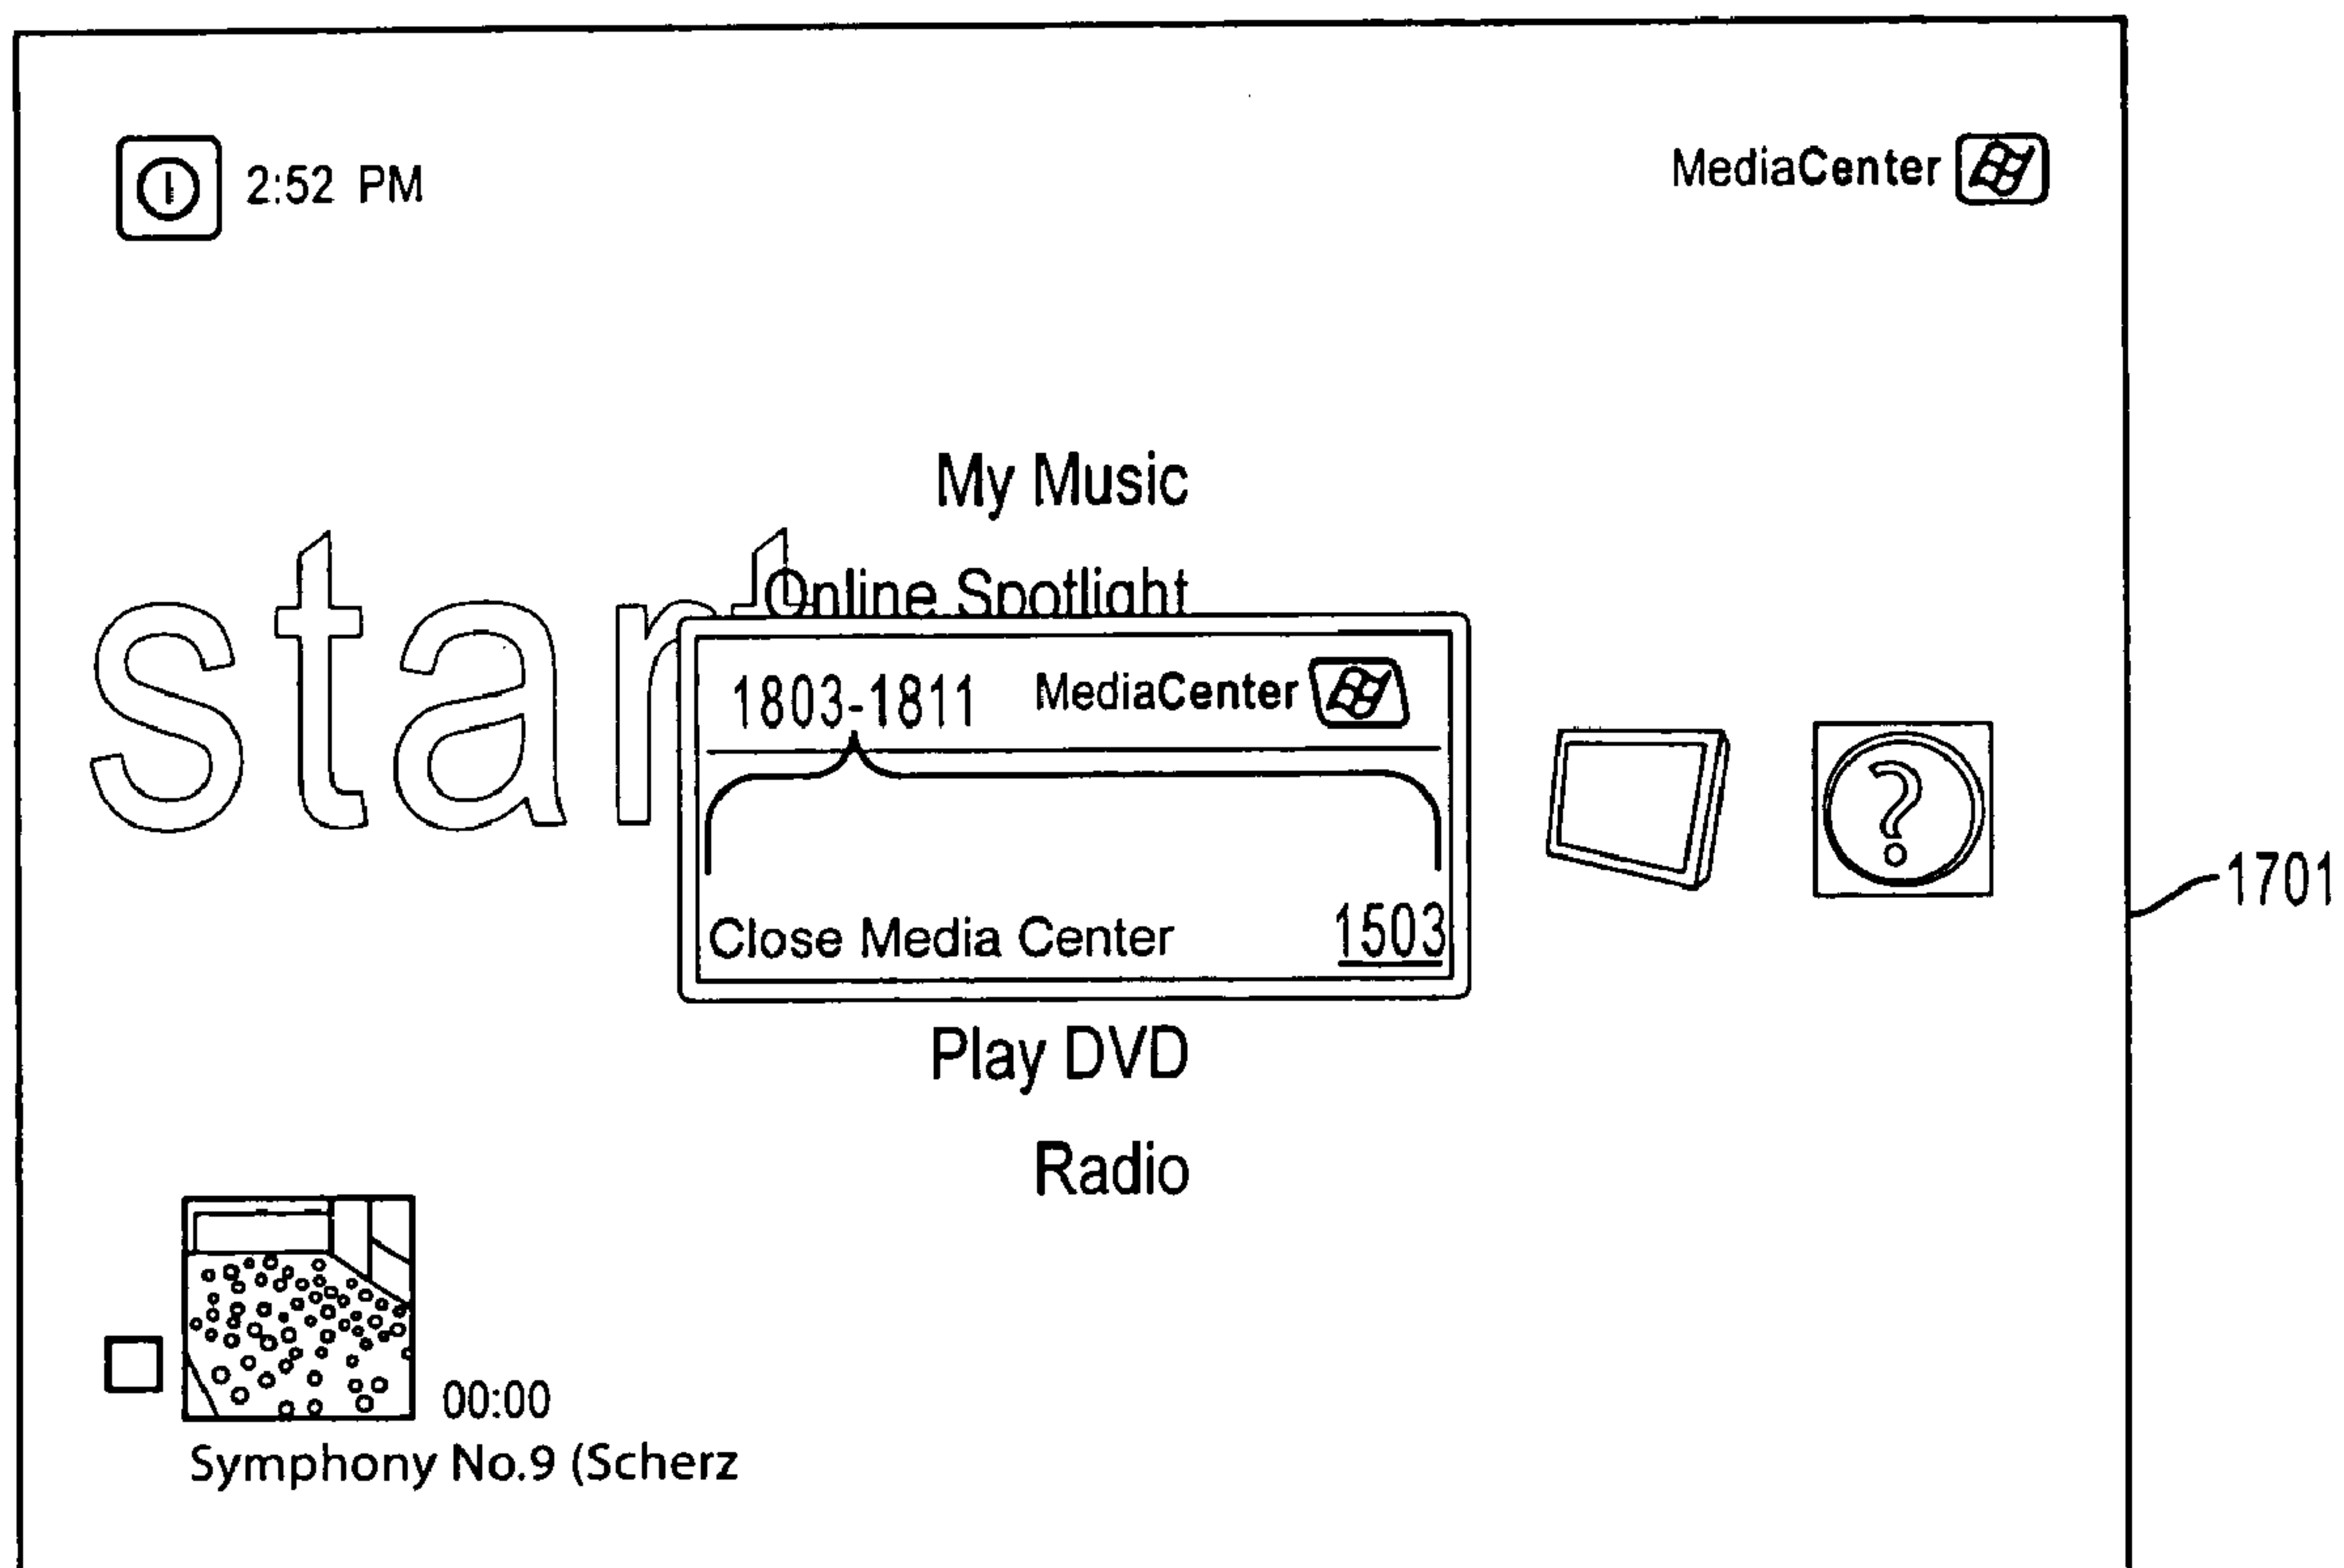 2:52 PM
MediaCenter
My Music
Online Spotlight
start
1803-1811
MediaCenter
Close Media Center
1503
1701
Play DVD
Radio
00:00
Symphony No.9 (Scherz